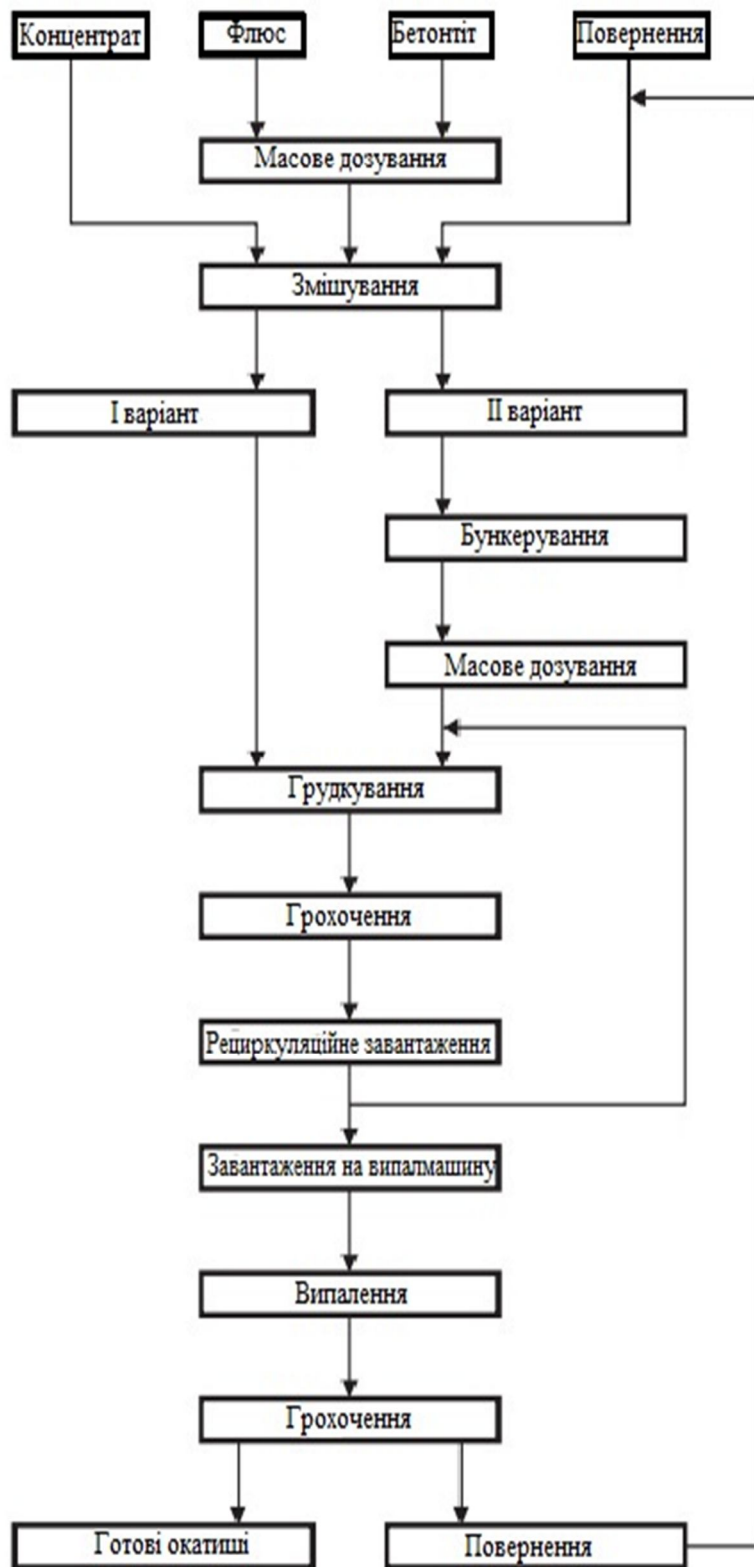 Концентрат
Флюс
Бетонтіт
Повернення
Масове дозування
Змішування
І варіант
ІІ варіант
Бункерування
Масове дозування
Грудкування
Грохочення
Рециркуляційне завантаження
Завантаження на випалмашину
Випалення
Грохочення
Готові окатиші
Повернення